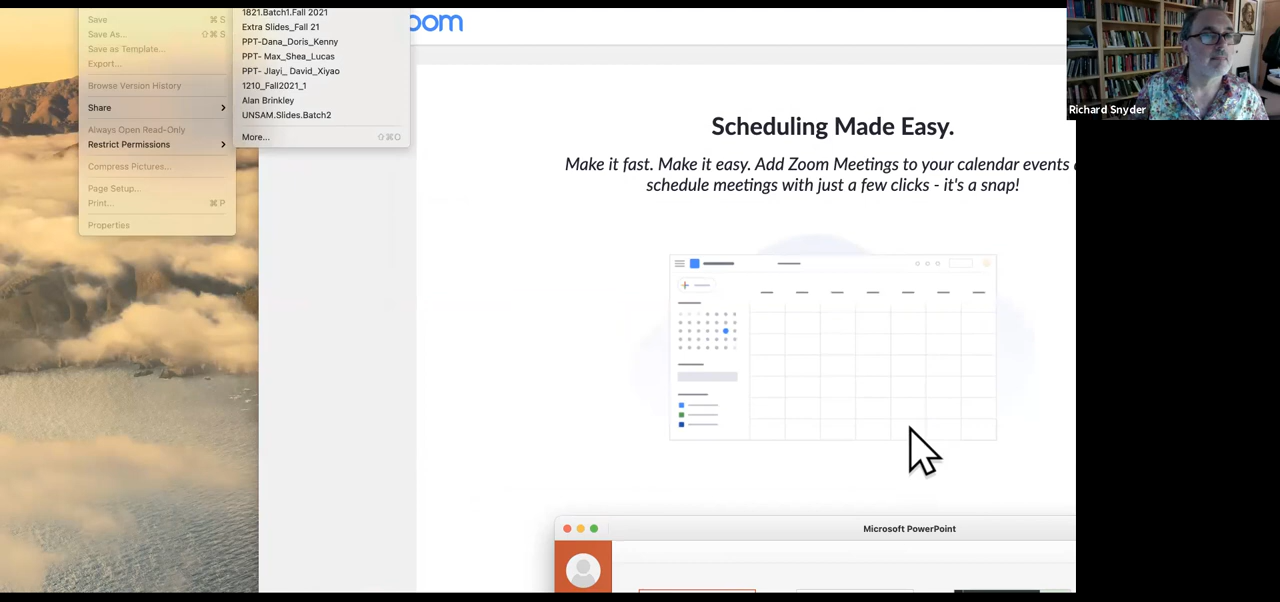 Save ⌘ S
Save As... ⇧⌘ S
Save as Template...
Export...
Browse Version History
Share
Always Open Read-Only
Restrict Permissions
Compress Pictures...
Page Setup...
Print... ⌘ P
Properties
1821.Batch1.Fall 2021
Extra Slides_Fall 21
PPT-Dana_Doris_Kenny
PPT- Max_Shea_Lucas
PPT- JIayi_ David_Xiyao
1210_Fall2021_1
Alan Brinkley
UNSAM.Slides.Batch2
More... ⇧⌘O
oom
Scheduling Made Easy.
Make it fast. Make it easy. Add Zoom Meetings to your calendar events
schedule meetings with just a few clicks - it's a snap!
Microsoft PowerPoint
Richard Snyder